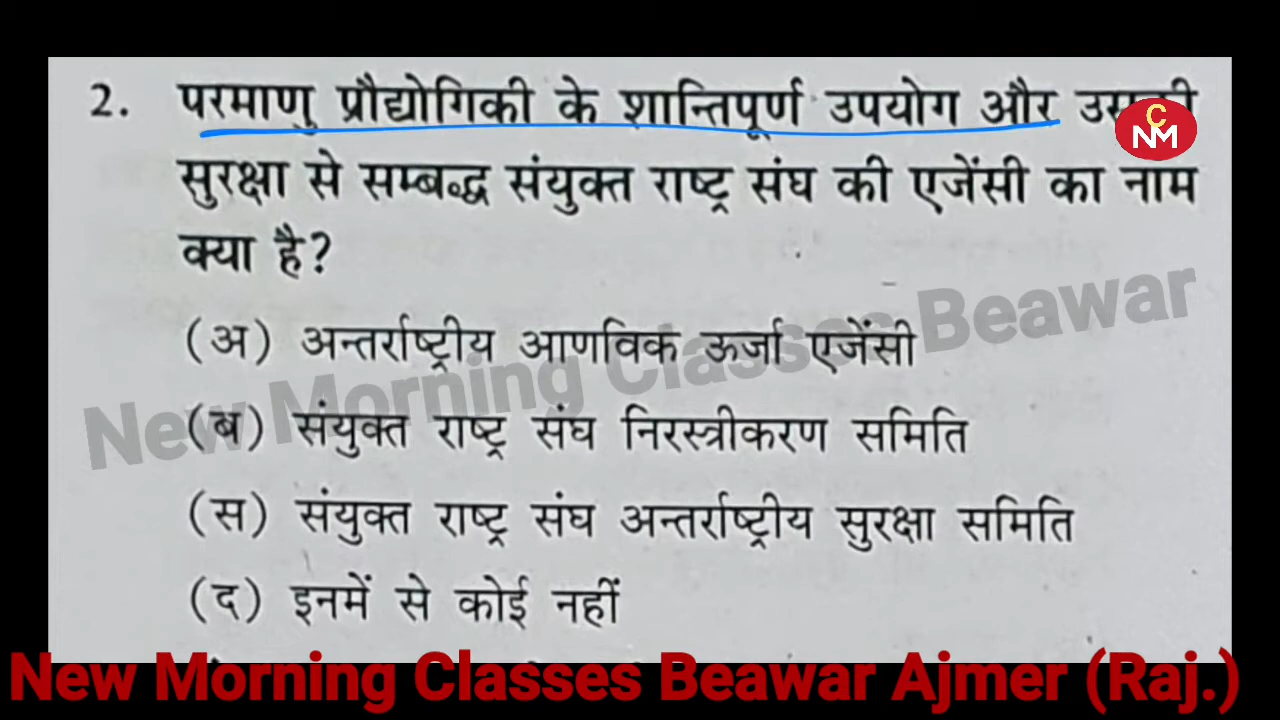 2. परमाणु प्रौद्योगिकी के शान्तिपूर्ण उपयोग और
C
NM
सुरक्षा से सम्बद्ध संयुक्त राष्ट्र संघ की एजेंसी का नाम
क्या है?
(अ) अन्तर्राष्ट्रीय आणविक ऊर्जा एजेंसी
New Morning Classes Beawar
(ब) संयुक्त राष्ट्र संघ निरस्त्रीकरण समिति
(स) संयुक्त राष्ट्र संघ अन्तर्राष्ट्रीय सुरक्षा समिति
(द) इनमें से कोई नहीं
New Morning Classes Beawar Ajmer (Raj.)